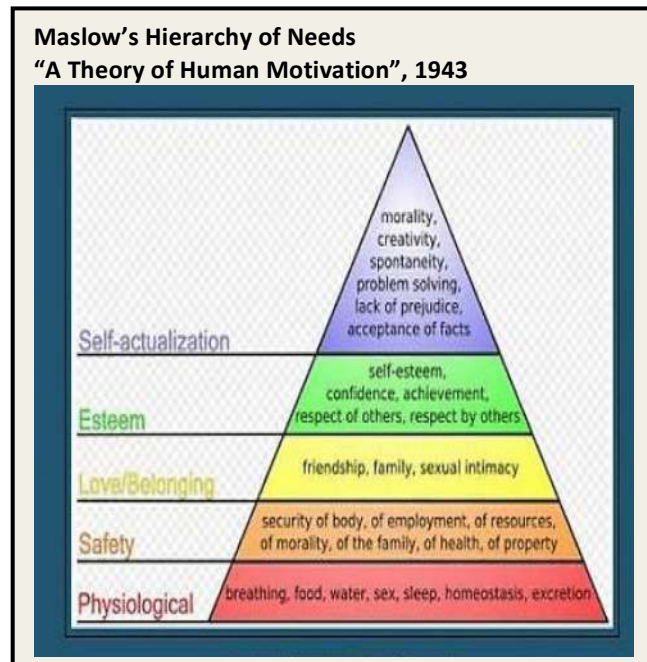 Maslow’s Hierarchy of Needs
“A Theory of Human Motivation”, 1943
morality,
creativity,
spontaneity,
problem solving,
lack of prejudice,
acceptance of facts
Self-actualization
self-esteem,
confidence, achievement,
respect of others, respect by others
Esteem
friendship, family, sexual intimacy
Love/Belonging
security of body, of employment, of resources,
of morality, of the family, of health, of property
Safety
breathing, food, water, sex, sleep, homeostasis, excretion
Physiological